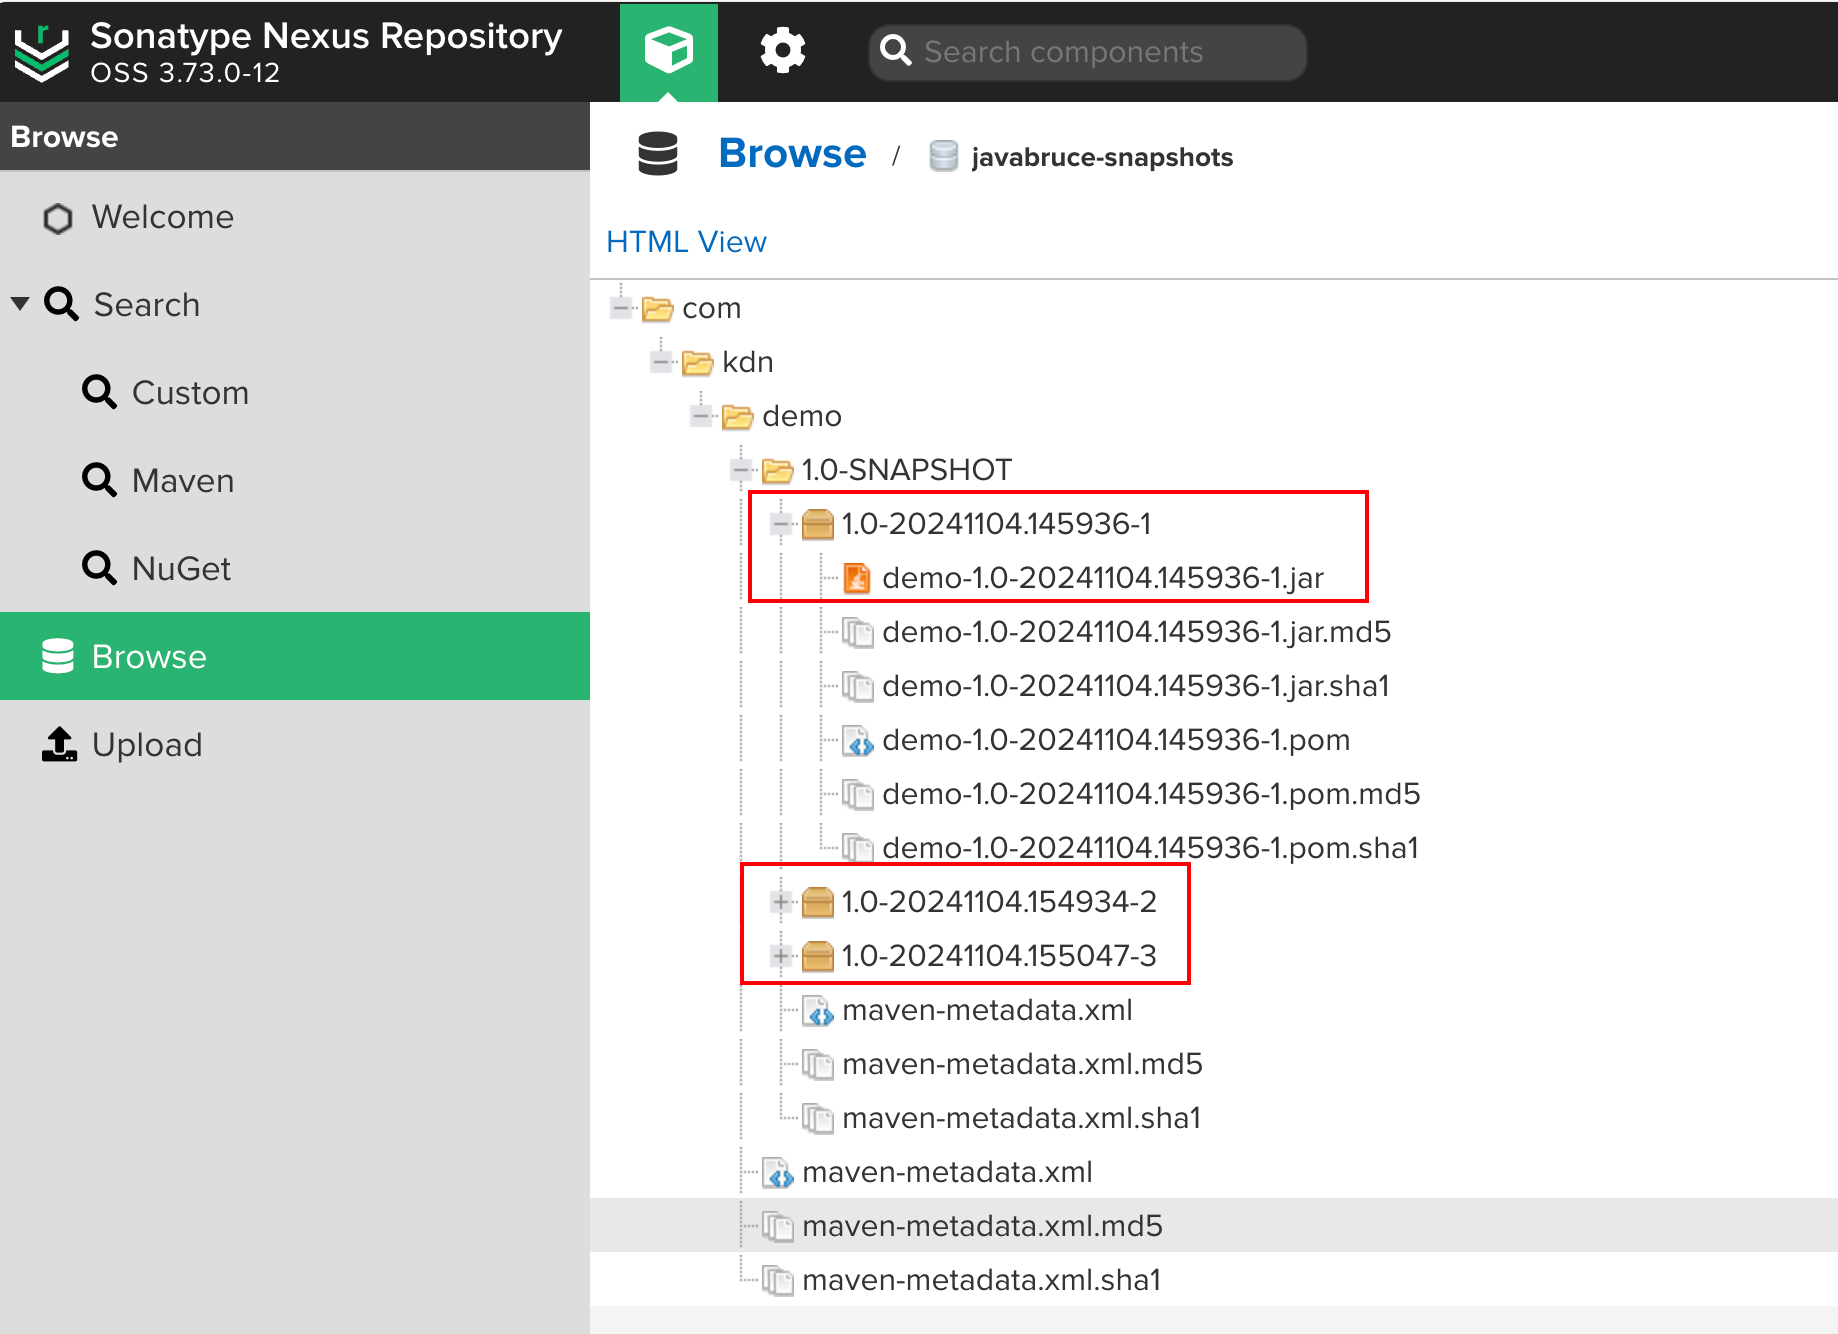 Sonatype Nexus Repository
OSS 3.73.0-12
Search components
Browse
Welcome
Search
Custom
Maven
NuGet
Browse
Upload
Browse / javabruce-snapshots
HTML View
com
kdn
demo
1.0-SNAPSHOT
1.0-20241104.145936-1
demo-1.0-20241104.145936-1.jar
demo-1.0-20241104.145936-1.jar.md5
demo-1.0-20241104.145936-1.jar.sha1
demo-1.0-20241104.145936-1.pom
demo-1.0-20241104.145936-1.pom.md5
demo-1.0-20241104.145936-1.pom.sha1
1.0-20241104.154934-2
1.0-20241104.155047-3
maven-metadata.xml
maven-metadata.xml.md5
maven-metadata.xml.sha1
maven-metadata.xml
maven-metadata.xml.md5
maven-metadata.xml.sha1